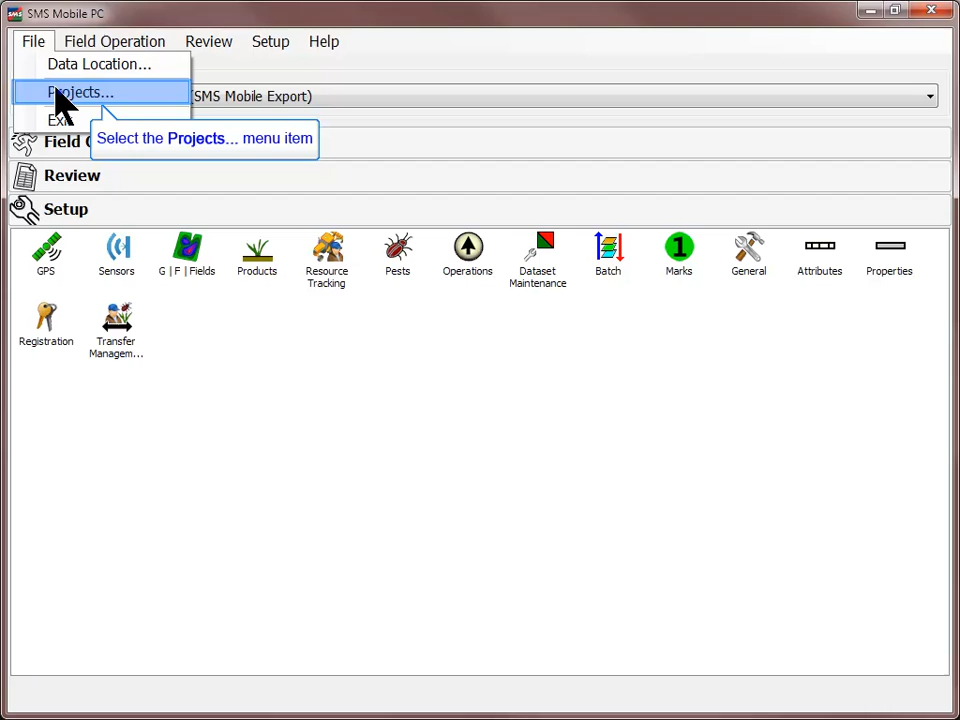 SMS Mobile PC
File Field Operation Review Setup Help
Data Location...
Projects...
(SMS Mobile Export)
Select the Projects... menu item
Field
Review
Setup
GPS Sensors G | F | Fields Products Resource Tracking Pests Operations Dataset Maintenance Batch Marks General Attributes Properties
1
Registration Transfer Managem...